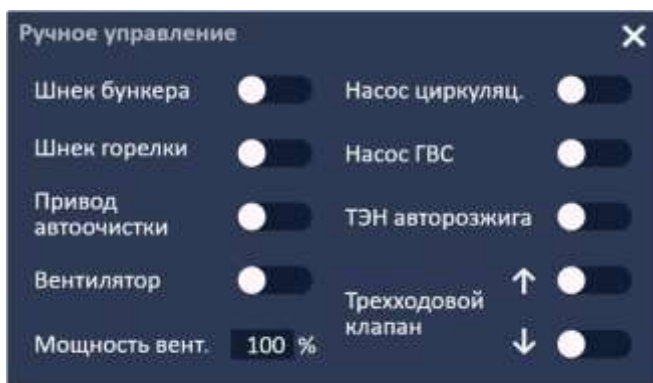 Ручное управление
Шнек бункера
Насос циркуляц.
Шнек горелки
Насос ГВС
Привод
автоочистки
ТЭН авторозжига
Вентилятор
Трехходовой
клапан
Мощность вент. 100 %